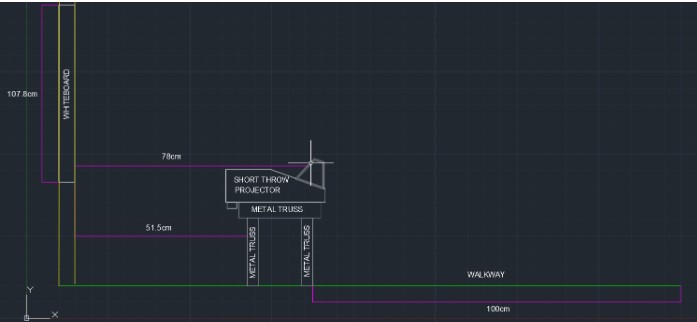 107.8cm
WHITEBOARD
78cm
SHORT THROW
PROJECTOR
METAL TRUSS
51.5cm
METAL TRUSS
METAL TRUSS
WALKWAY
100cm
Y
X